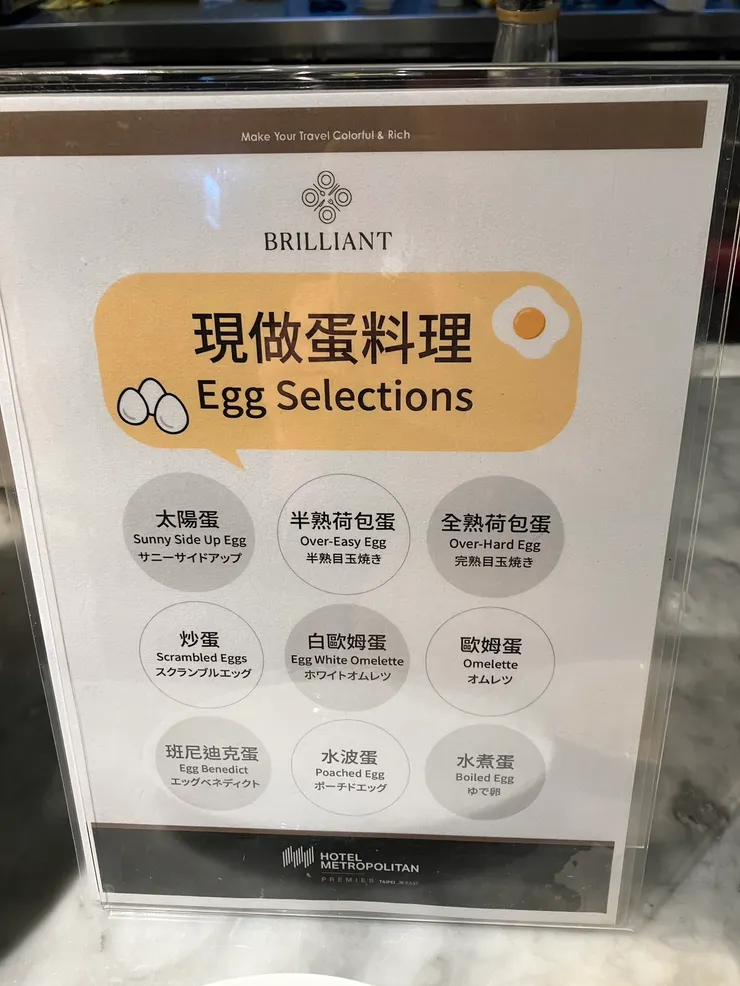 Make Your Travel Colorful & Rich
BRILLIANT
現做蛋料理
Egg Selections
太陽蛋
Sunny Side Up Egg
サニーサイドアップ
半熟荷包蛋
Over-Easy Egg
半熟目玉焼き
全熟荷包蛋
Over-Hard Egg
完熟目玉焼き
炒蛋
Scrambled Eggs
スクランブルエッグ
白歐姆蛋
Egg White Omelette
ホワイトオムレツ
歐姆蛋
Omelette
オムレツ
班尼迪克蛋
Egg Benedict
エッグベネディクト
水波蛋
Poached Egg
ポーチドエッグ
水煮蛋
Boiled Egg
ゆで卵
HOTEL
METROPOLITAN
PREMIER TAIPEI JR-EAST